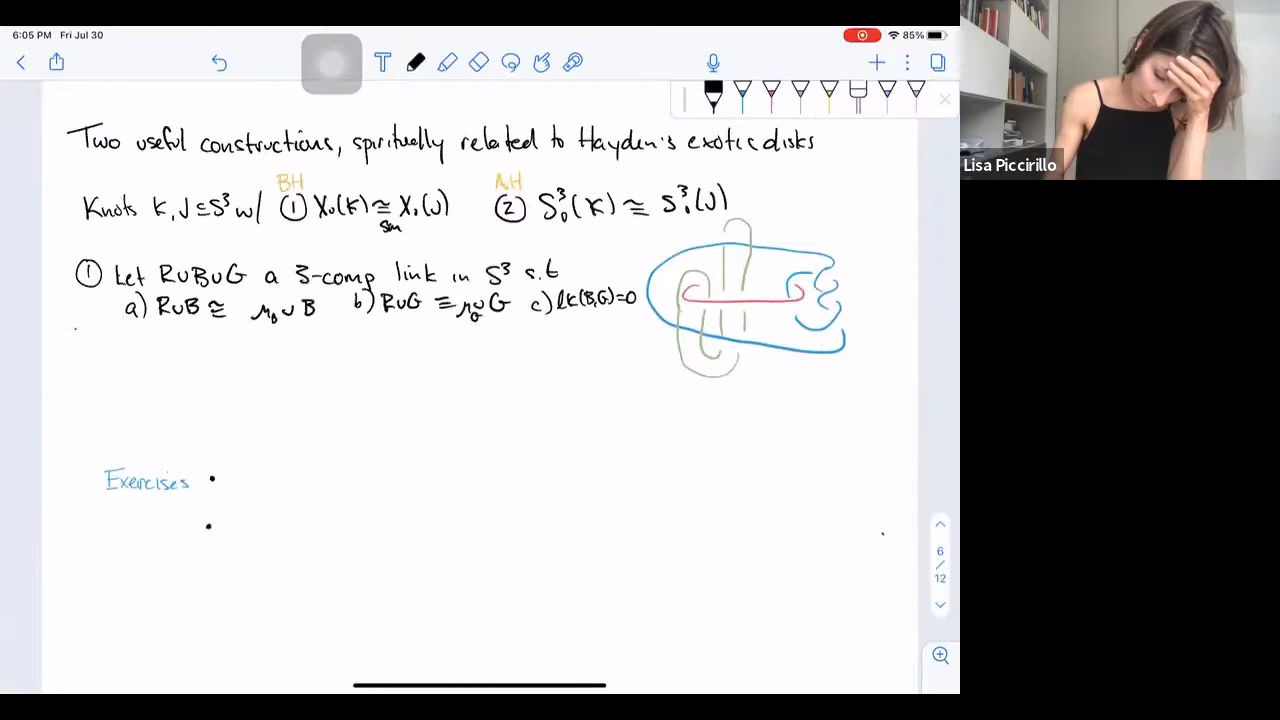 6:05 PM Fri Jul 30
85%
Lisa Piccirillo
Two useful constructions, spiritually related to Hayden's exotic disks
BH AH
Knots K, J ⊆ S³ w/ ① X₀(K) ≅ X₀(J) ② S³₀(K) ≅ S³₀(J)
sm
① Let R∪B∪G a 3-comp link in S³ s.t
a) R∪B ≅ μ_B ∪ B b) R∪G ≅ μ_G ∪ G c) lk(B,G)=0
Exercises
6
/
12